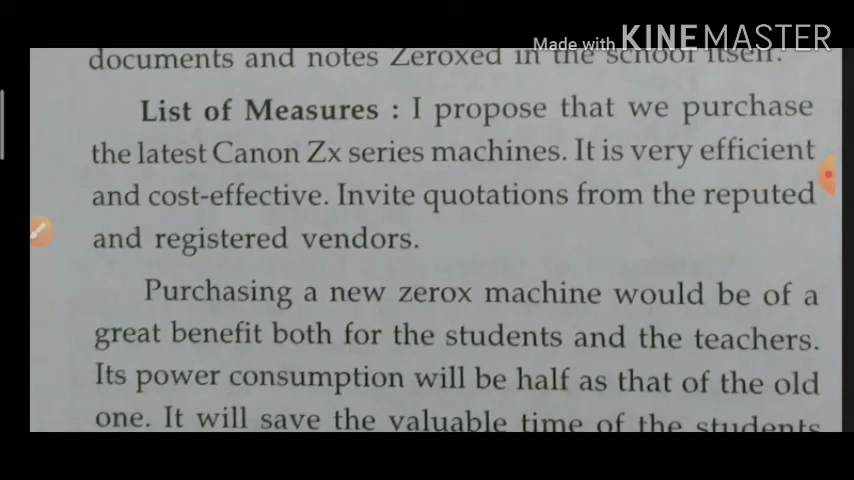 Made with KINEMASTER
documents and notes Zeroxed in the school itself.
List of Measures : I propose that we purchase
the latest Canon Zx series machines. It is very efficient
and cost-effective. Invite quotations from the reputed
and registered vendors.
Purchasing a new zerox machine would be of a
great benefit both for the students and the teachers.
Its power consumption will be half as that of the old
one. It will save the valuable time of the students